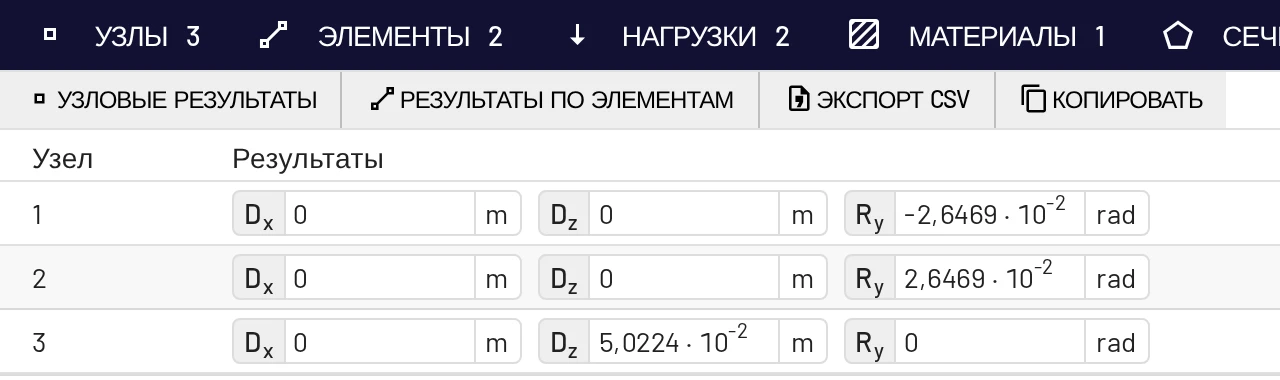 УЗЛЫ 3 ЭЛЕМЕНТЫ 2 НАГРУЗКИ 2 МАТЕРИАЛЫ 1 СЕЧ
УЗЛОВЫЕ РЕЗУЛЬТАТЫ РЕЗУЛЬТАТЫ ПО ЭЛЕМЕНТАМ ЭКСПОРТ CSV КОПИРОВАТЬ
Узел Результаты
1 Dx 0 m Dz 0 m Ry -2,6469 · 10⁻² rad
2 Dx 0 m Dz 0 m Ry 2,6469 · 10⁻² rad
3 Dx 0 m Dz 5,0224 · 10⁻² m Ry 0 rad